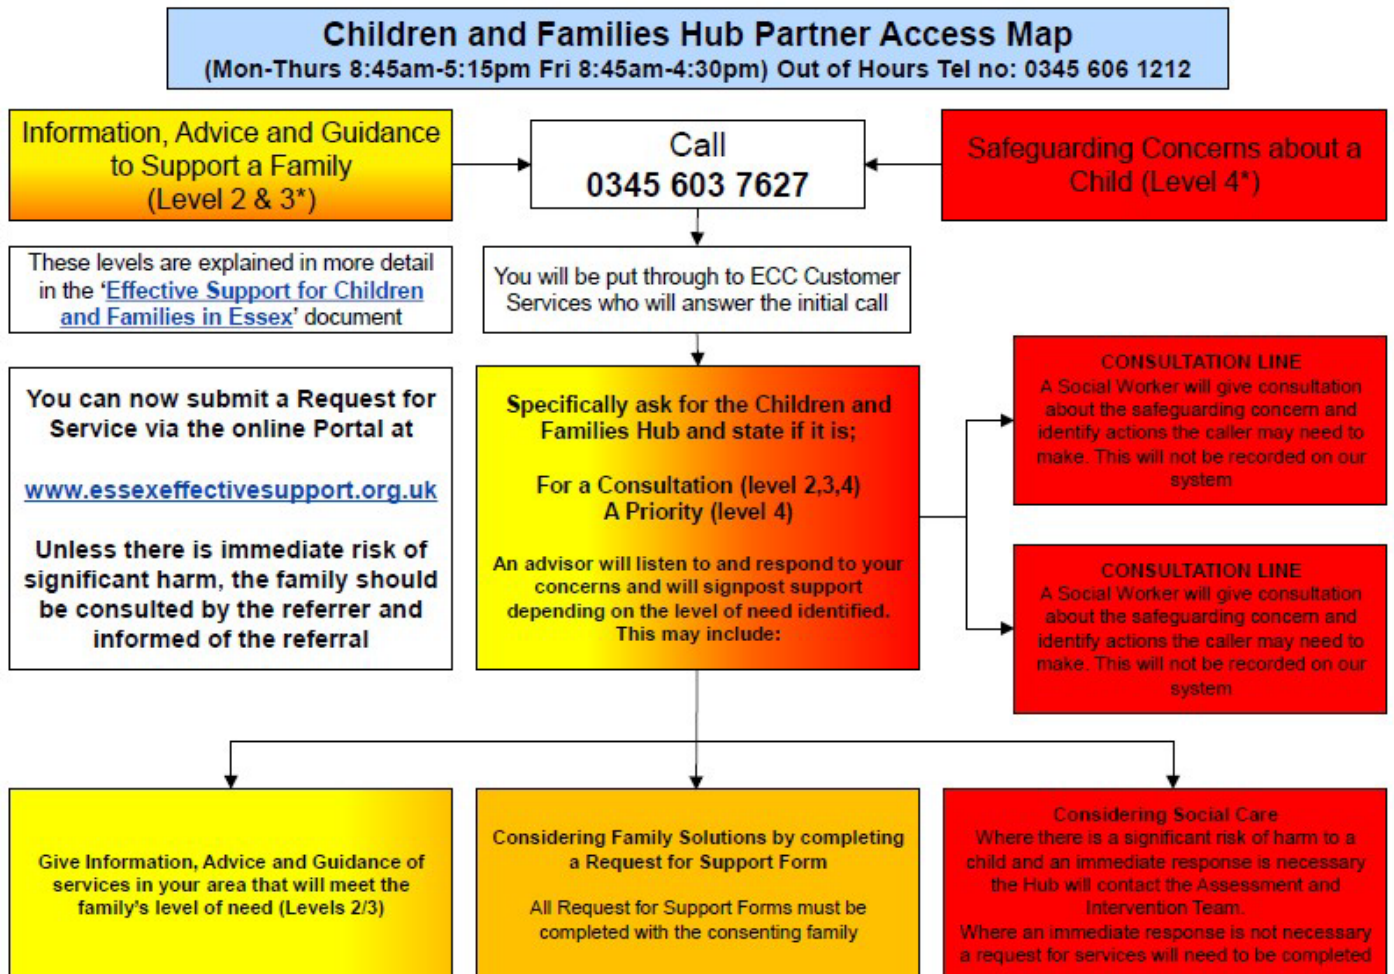 Children and Families Hub Partner Access Map
(Mon-Thurs 8:45am-5:15pm Fri 8:45am-4:30pm) Out of Hours Tel no: 0345 606 1212
Information, Advice and Guidance
to Support a Family
(Level 2 & 3*)
Call
0345 603 7627
Safeguarding Concerns about a
Child (Level 4*)
These levels are explained in more detail
in the ‘Effective Support for Children
and Families in Essex’ document
You will be put through to ECC Customer
Services who will answer the initial call
You can now submit a Request for
Service via the online Portal at
www.essexeffectivesupport.org.uk
Unless there is immediate risk of
significant harm, the family should
be consulted by the referrer and
informed of the referral
Specifically ask for the Children and
Families Hub and state if it is;
For a Consultation (level 2,3,4)
A Priority (level 4)
An advisor will listen to and respond to your
concerns and will signpost support
depending on the level of need identified.
This may include:
CONSULTATION LINE
A Social Worker will give consultation
about the safeguarding concern and
identify actions the caller may need to
make. This will not be recorded on our
system
CONSULTATION LINE
A Social Worker will give consultation
about the safeguarding concern and
identify actions the caller may need to
make. This will not be recorded on our
system
Give Information, Advice and Guidance of
services in your area that will meet the
family's level of need (Levels 2/3)
Considering Family Solutions by completing
a Request for Support Form
All Request for Support Forms must be
completed with the consenting family
Considering Social Care
Where there is a significant risk of harm to a
child and an immediate response is necessary
the Hub will contact the Assessment and
Intervention Team.
Where an immediate response is not necessary
a request for services will need to be completed